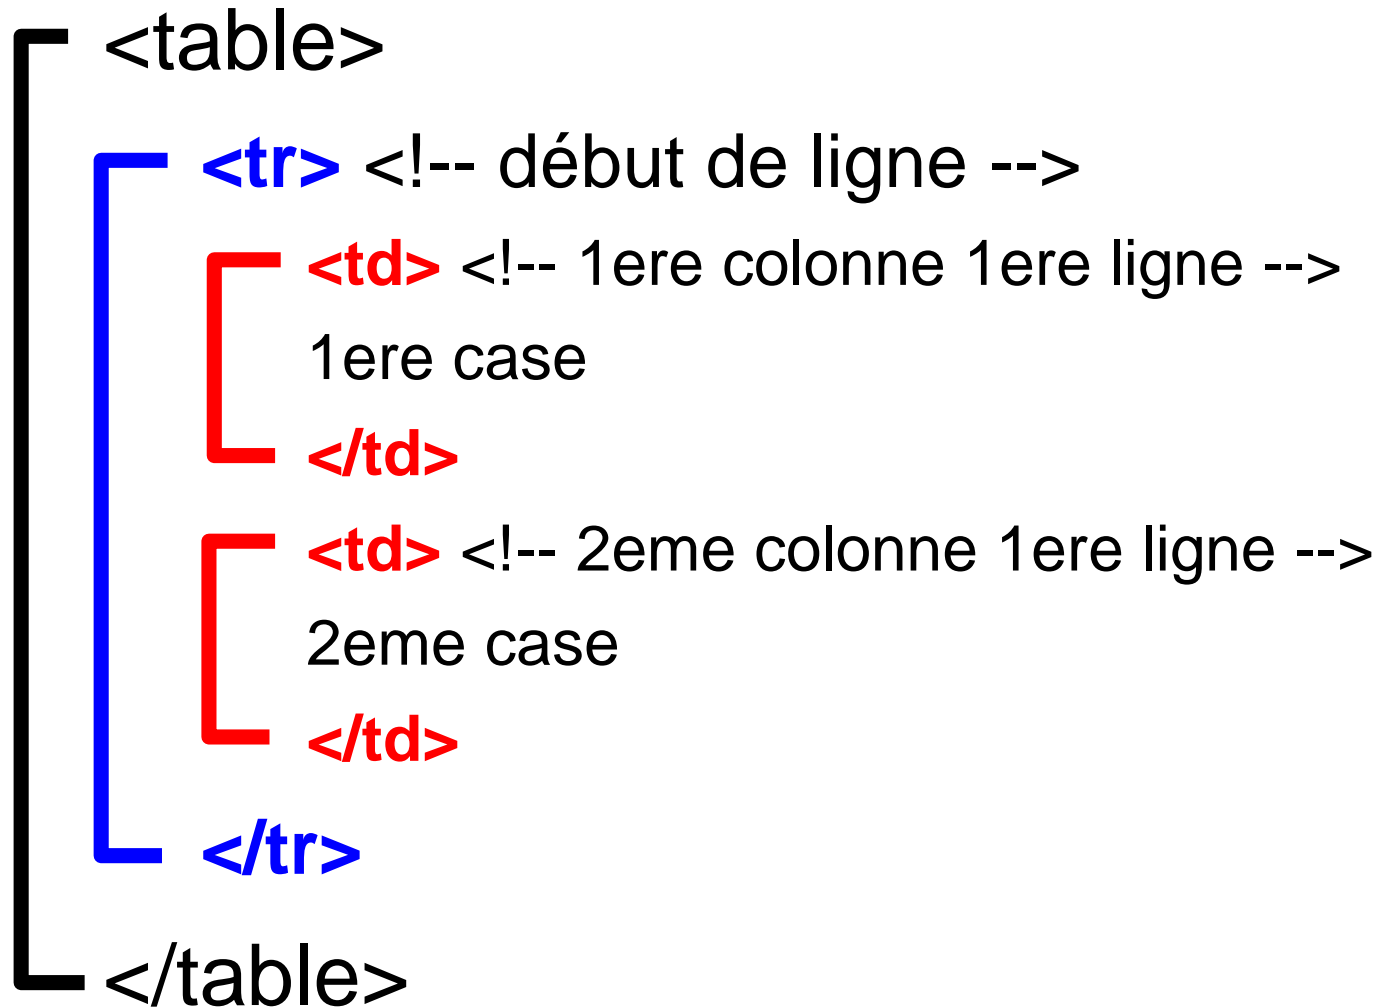 <table>
<tr> <!-- début de ligne -->
<td> <!-- 1ere colonne 1ere ligne -->
1ere case
</td>
<td> <!-- 2eme colonne 1ere ligne -->
2eme case
</td>
</tr>
</table>